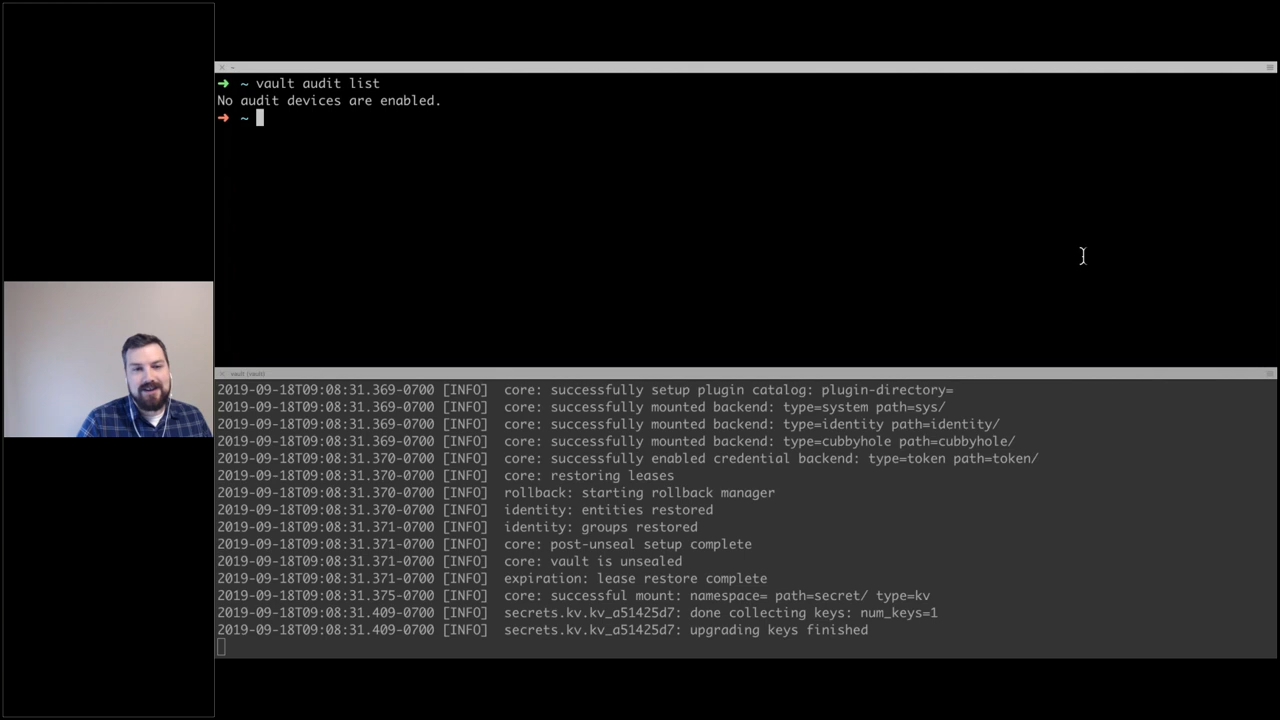 ~
➜ ~ vault audit list
No audit devices are enabled.
➜ ~
vault (vault)
2019-09-18T09:08:31.369-0700 [INFO]  core: successfully setup plugin catalog: plugin-directory=
2019-09-18T09:08:31.369-0700 [INFO]  core: successfully mounted backend: type=system path=sys/
2019-09-18T09:08:31.369-0700 [INFO]  core: successfully mounted backend: type=identity path=identity/
2019-09-18T09:08:31.369-0700 [INFO]  core: successfully mounted backend: type=cubbyhole path=cubbyhole/
2019-09-18T09:08:31.370-0700 [INFO]  core: successfully enabled credential backend: type=token path=token/
2019-09-18T09:08:31.370-0700 [INFO]  core: restoring leases
2019-09-18T09:08:31.370-0700 [INFO]  rollback: starting rollback manager
2019-09-18T09:08:31.370-0700 [INFO]  identity: entities restored
2019-09-18T09:08:31.371-0700 [INFO]  identity: groups restored
2019-09-18T09:08:31.371-0700 [INFO]  core: post-unseal setup complete
2019-09-18T09:08:31.371-0700 [INFO]  core: vault is unsealed
2019-09-18T09:08:31.371-0700 [INFO]  expiration: lease restore complete
2019-09-18T09:08:31.375-0700 [INFO]  core: successful mount: namespace= path=secret/ type=kv
2019-09-18T09:08:31.409-0700 [INFO]  secrets.kv.kv_a51425d7: done collecting keys: num_keys=1
2019-09-18T09:08:31.409-0700 [INFO]  secrets.kv.kv_a51425d7: upgrading keys finished